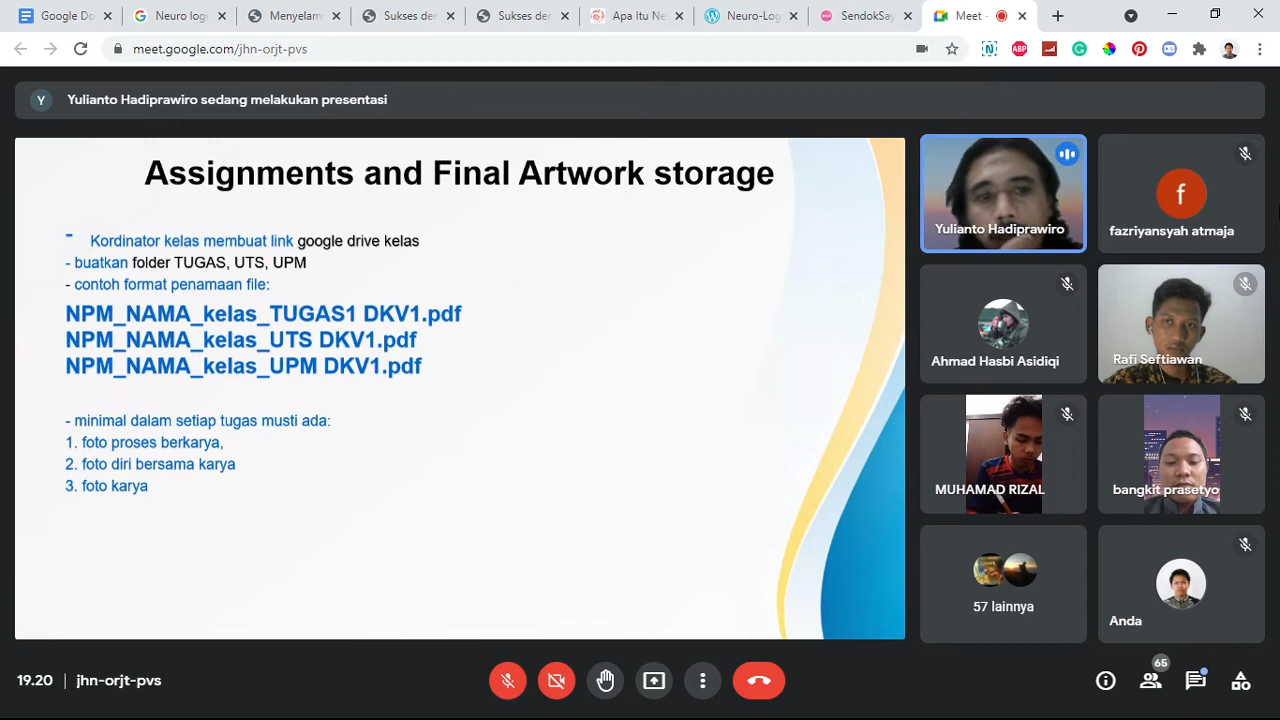 Google Do
Neuro logi
Menyelam
Sukses der
Sukses der
Apa Itu Ne
Neuro-Log
SendokSay
Meet -
meet.google.com/jhn-orjt-pvs
ABP
Y
Yulianto Hadiprawiro sedang melakukan presentasi
Assignments and Final Artwork storage
- Kordinator kelas membuat link google drive kelas
- buatkan folder TUGAS, UTS, UPM
- contoh format penamaan file:
NPM_NAMA_kelas_TUGAS1 DKV1.pdf
NPM_NAMA_kelas_UTS DKV1.pdf
NPM_NAMA_kelas_UPM DKV1.pdf
- minimal dalam setiap tugas musti ada:
1. foto proses berkarya,
2. foto diri bersama karya
3. foto karya
Yulianto Hadiprawiro
f
fazriyansyah atmaja
Ahmad Hasbi Asidiqi
Rafi Seftiawan
MUHAMAD RIZAL
bangkit prasetyo
57 lainnya
Anda
19.20 | jhn-orjt-pvs
65